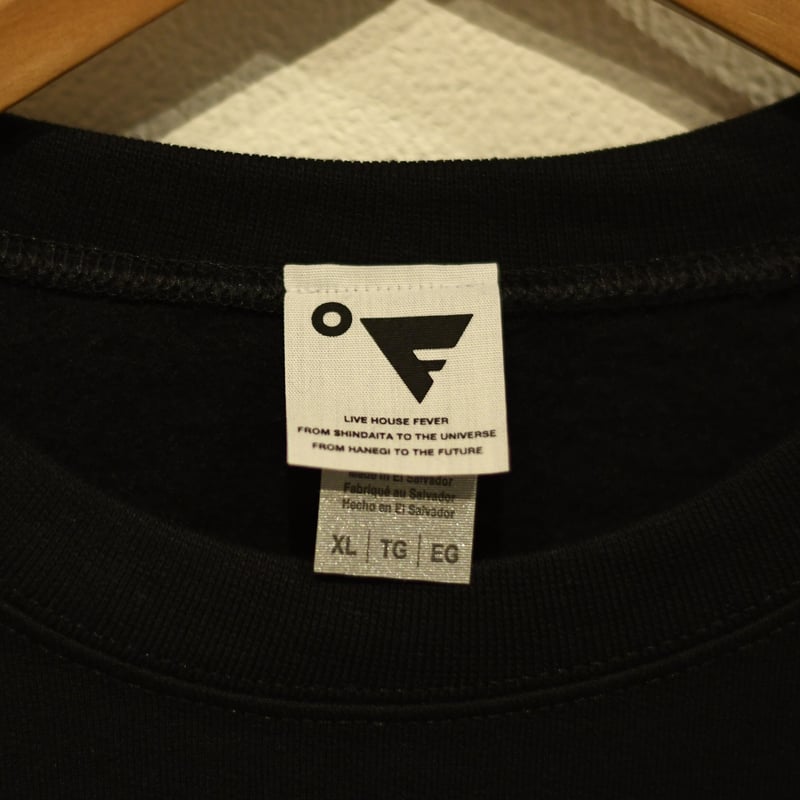 °F
LIVE HOUSE FEVER
FROM SHINDAITA TO THE UNIVERSE
FROM HANEGI TO THE FUTURE
Made in El Salvador
Fabriqué au Salvador
Hecho en El Salvador
XL | TG | EG